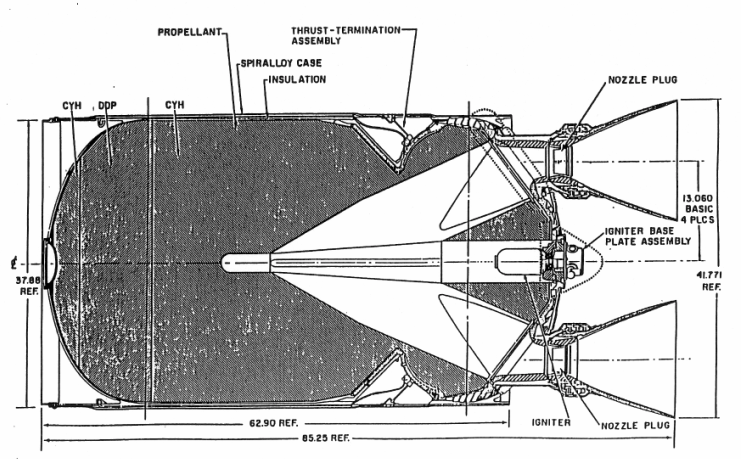 PROPELLANT
THRUST-TERMINATION
ASSEMBLY
SPIRALLOY CASE
INSULATION
NOZZLE PLUG
CYH
DDP
CYH
13.060
BASIC
4 PLCS
IGNITER BASE
PLATE ASSEMBLY
℄
37.88
REF.
41.771
REF.
62.90 REF.
IGNITER
NOZZLE PLUG
85.25 REF.